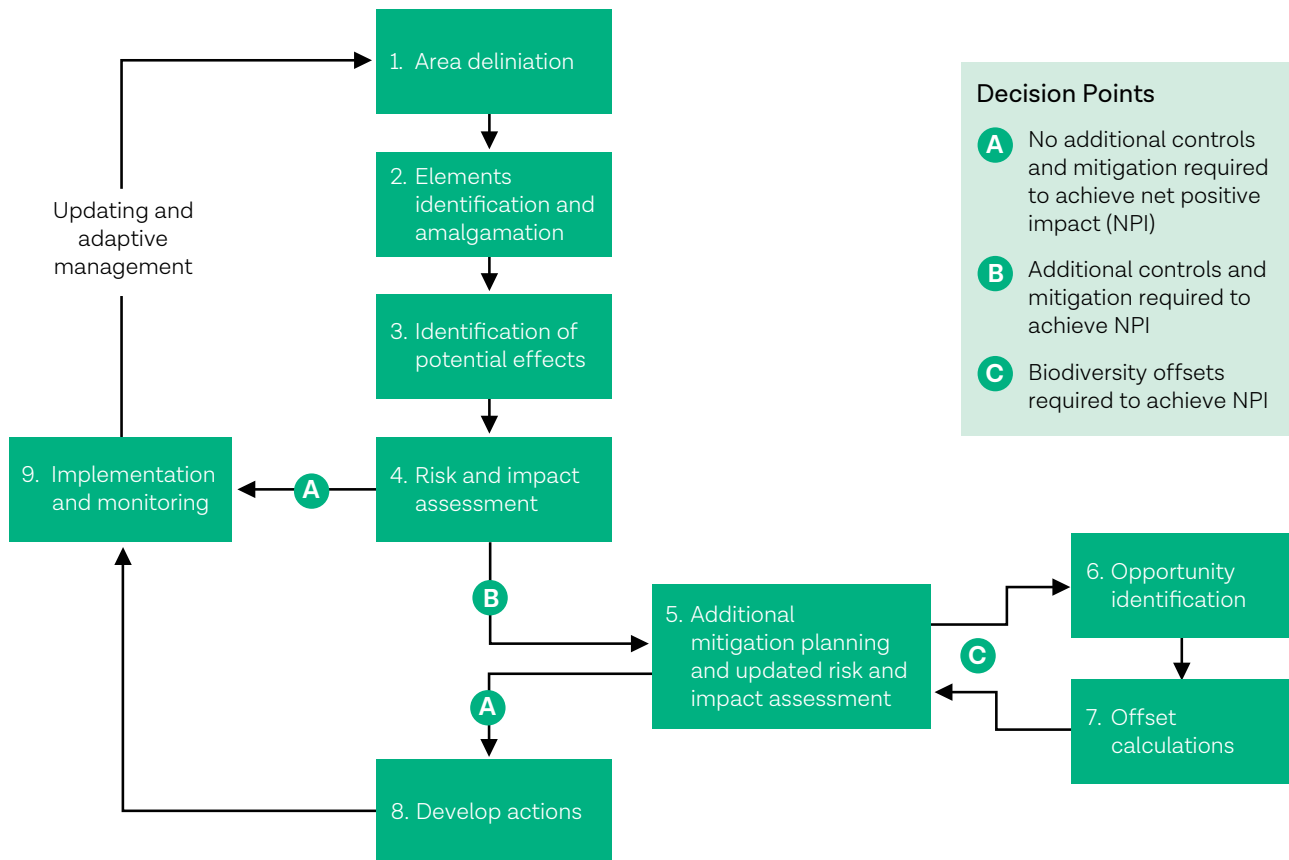 1. Area deliniation
2. Elements
identification and
amalgamation
3. Identification of
potential effects
4. Risk and impact
assessment
A
9. Implementation
and monitoring
Updating and
adaptive
management
B
5. Additional
mitigation planning
and updated risk and
impact assessment
C
6. Opportunity
identification
7. Offset
calculations
A
8. Develop actions
Decision Points
A
No additional controls
and mitigation required
to achieve net positive
impact (NPI)
B
Additional controls and
mitigation required to
achieve NPI
C
Biodiversity offsets
required to achieve NPI